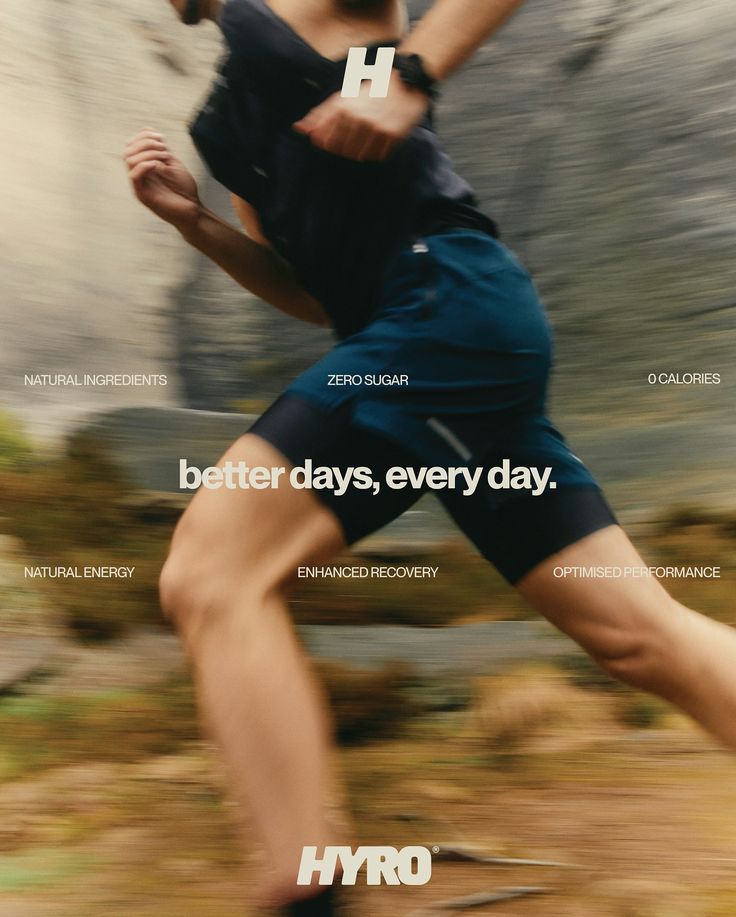 H
NATURAL INGREDIENTS ZERO SUGAR 0 CALORIES
better days, every day.
NATURAL ENERGY ENHANCED RECOVERY OPTIMISED PERFORMANCE
HYRO®